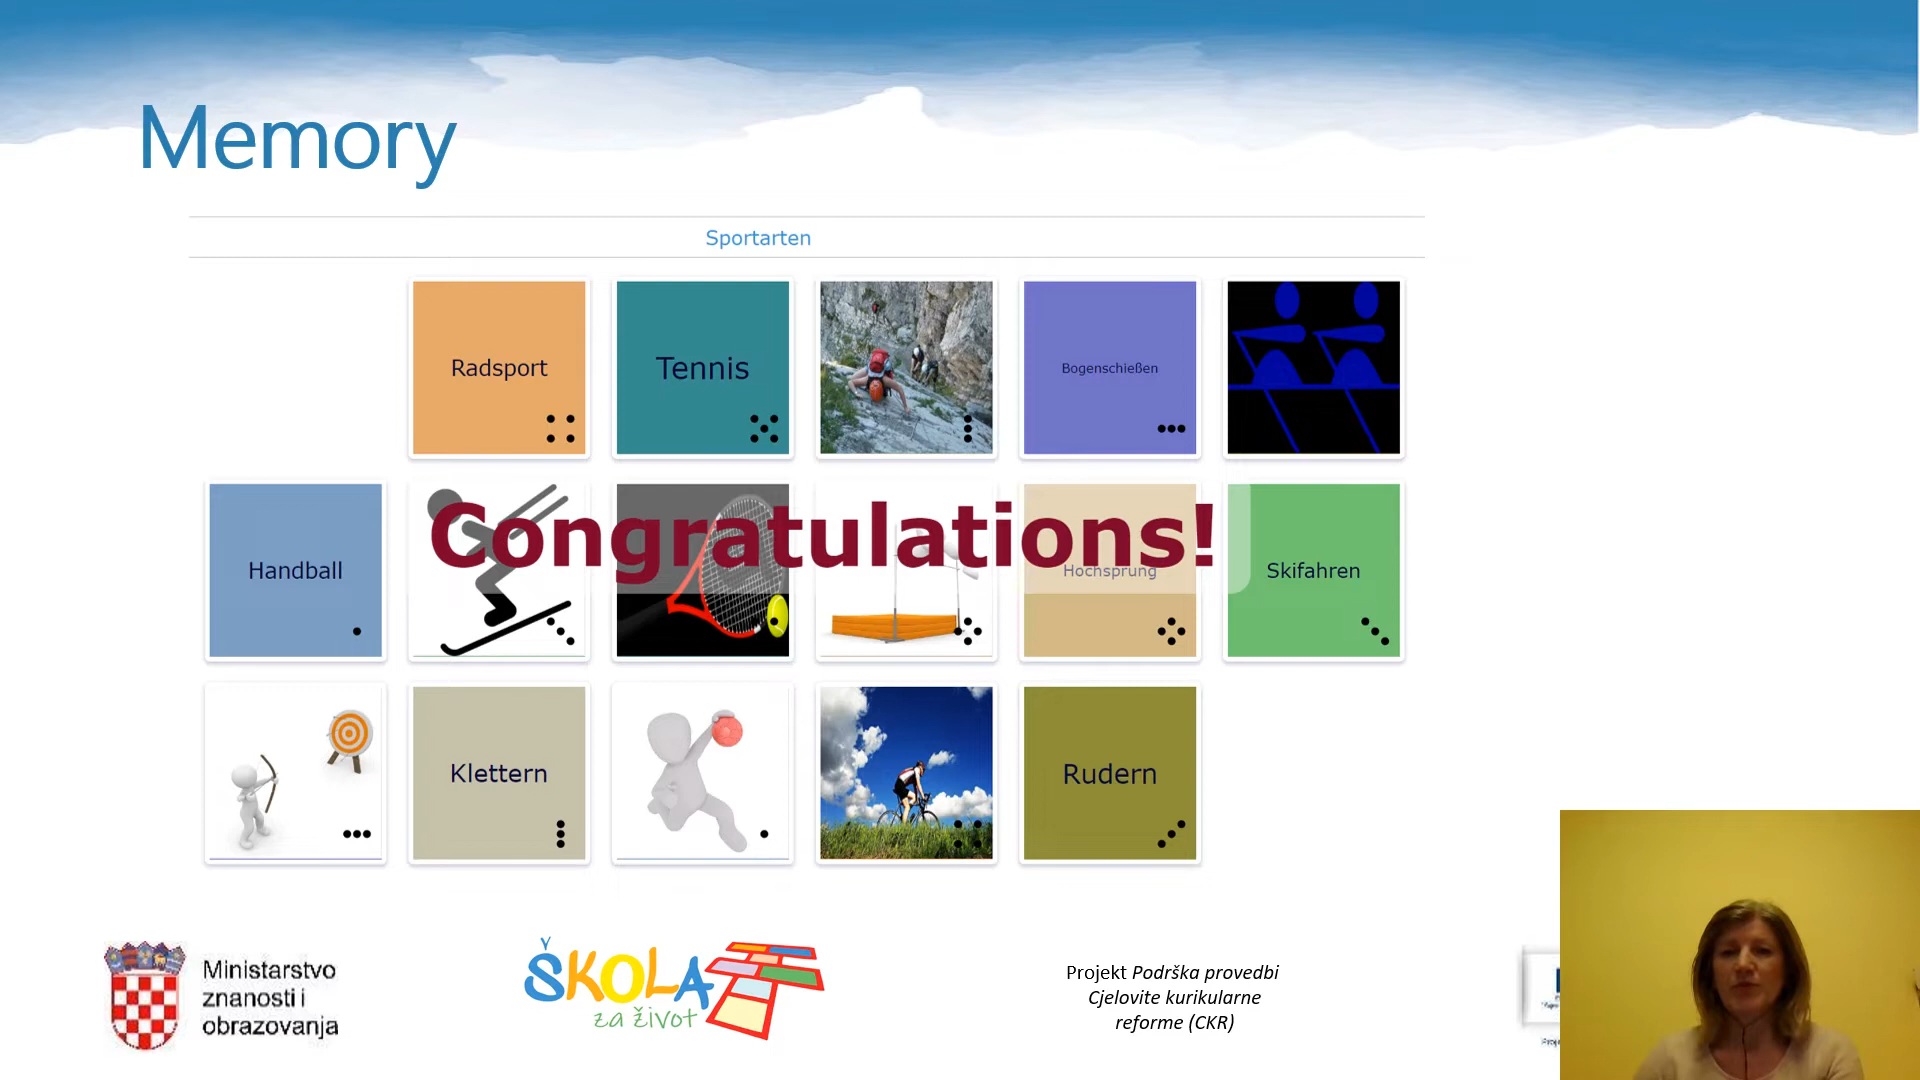 Memory
Sportarten
Radsport
Tennis
Bogenschießen
Handball
Congratulations!
Hochsprung
Skifahren
Klettern
Rudern
Ministarstvo
znanosti i
obrazovanja
ŠKOLA
za život
Projekt Podrška provedbi
Cjelovite kurikularne
reforme (CKR)